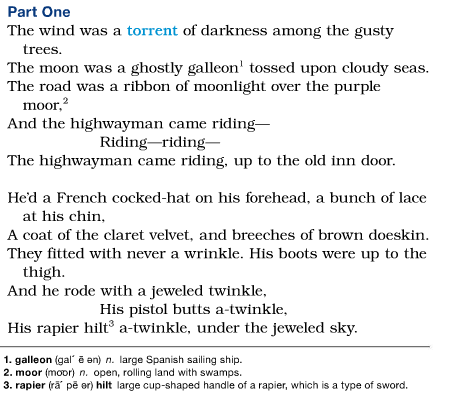 Part One
The wind was a torrent of darkness among the gusty
trees.
The moon was a ghostly galleon¹ tossed upon cloudy seas.
The road was a ribbon of moonlight over the purple
moor,²
And the highwayman came riding—
Riding—riding—
The highwayman came riding, up to the old inn door.

He'd a French cocked-hat on his forehead, a bunch of lace
at his chin,
A coat of the claret velvet, and breeches of brown doeskin.
They fitted with never a wrinkle. His boots were up to the
thigh.
And he rode with a jeweled twinkle,
His pistol butts a-twinkle,
His rapier hilt³ a-twinkle, under the jeweled sky.

1. galleon (gal´ ē ən) n. large Spanish sailing ship.
2. moor (moor) n. open, rolling land with swamps.
3. rapier (rā´ pē ər) hilt large cup-shaped handle of a rapier, which is a type of sword.